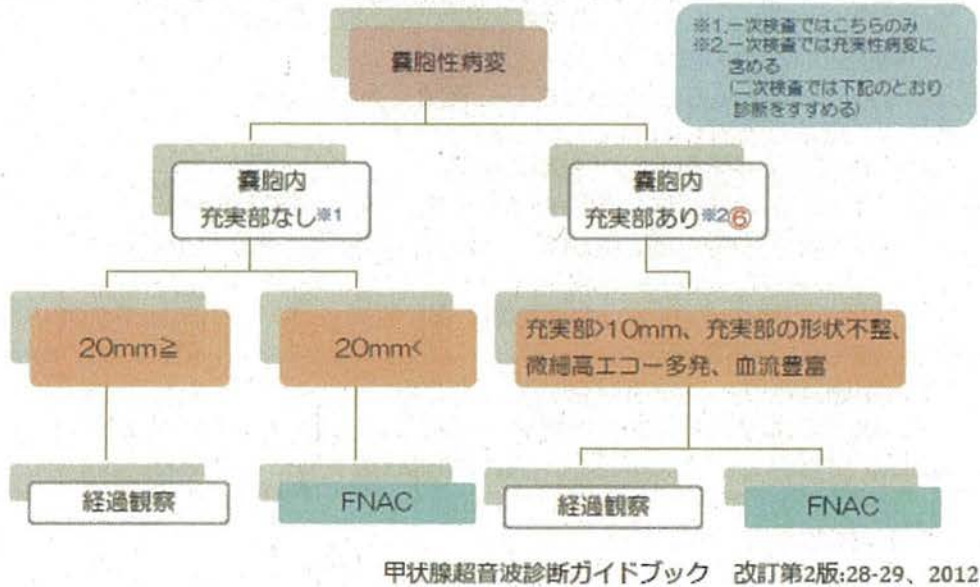 嚢胞性病変
※1.一次検査ではこちらのみ
※2.一次検査では充実性病変に
含める
(二次検査では下記のとおり
診断をすすめる)
嚢胞内
充実部なし※1
嚢胞内
充実部あり※2⑥
20mm≧
20mm<
充実部>10mm、充実部の形状不整、
微細高エコー多発、血流豊富
経過観察
FNAC
経過観察
FNAC
甲状腺超音波診断ガイドブック 改訂第2版:28-29、2012